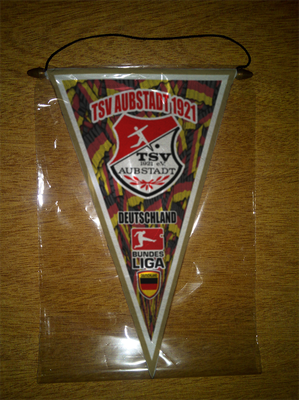 TSV AUBSTADT 1921
TSV
1921 e.V.
AUBSTADT
DEUTSCHLAND
BUNDES
LIGA